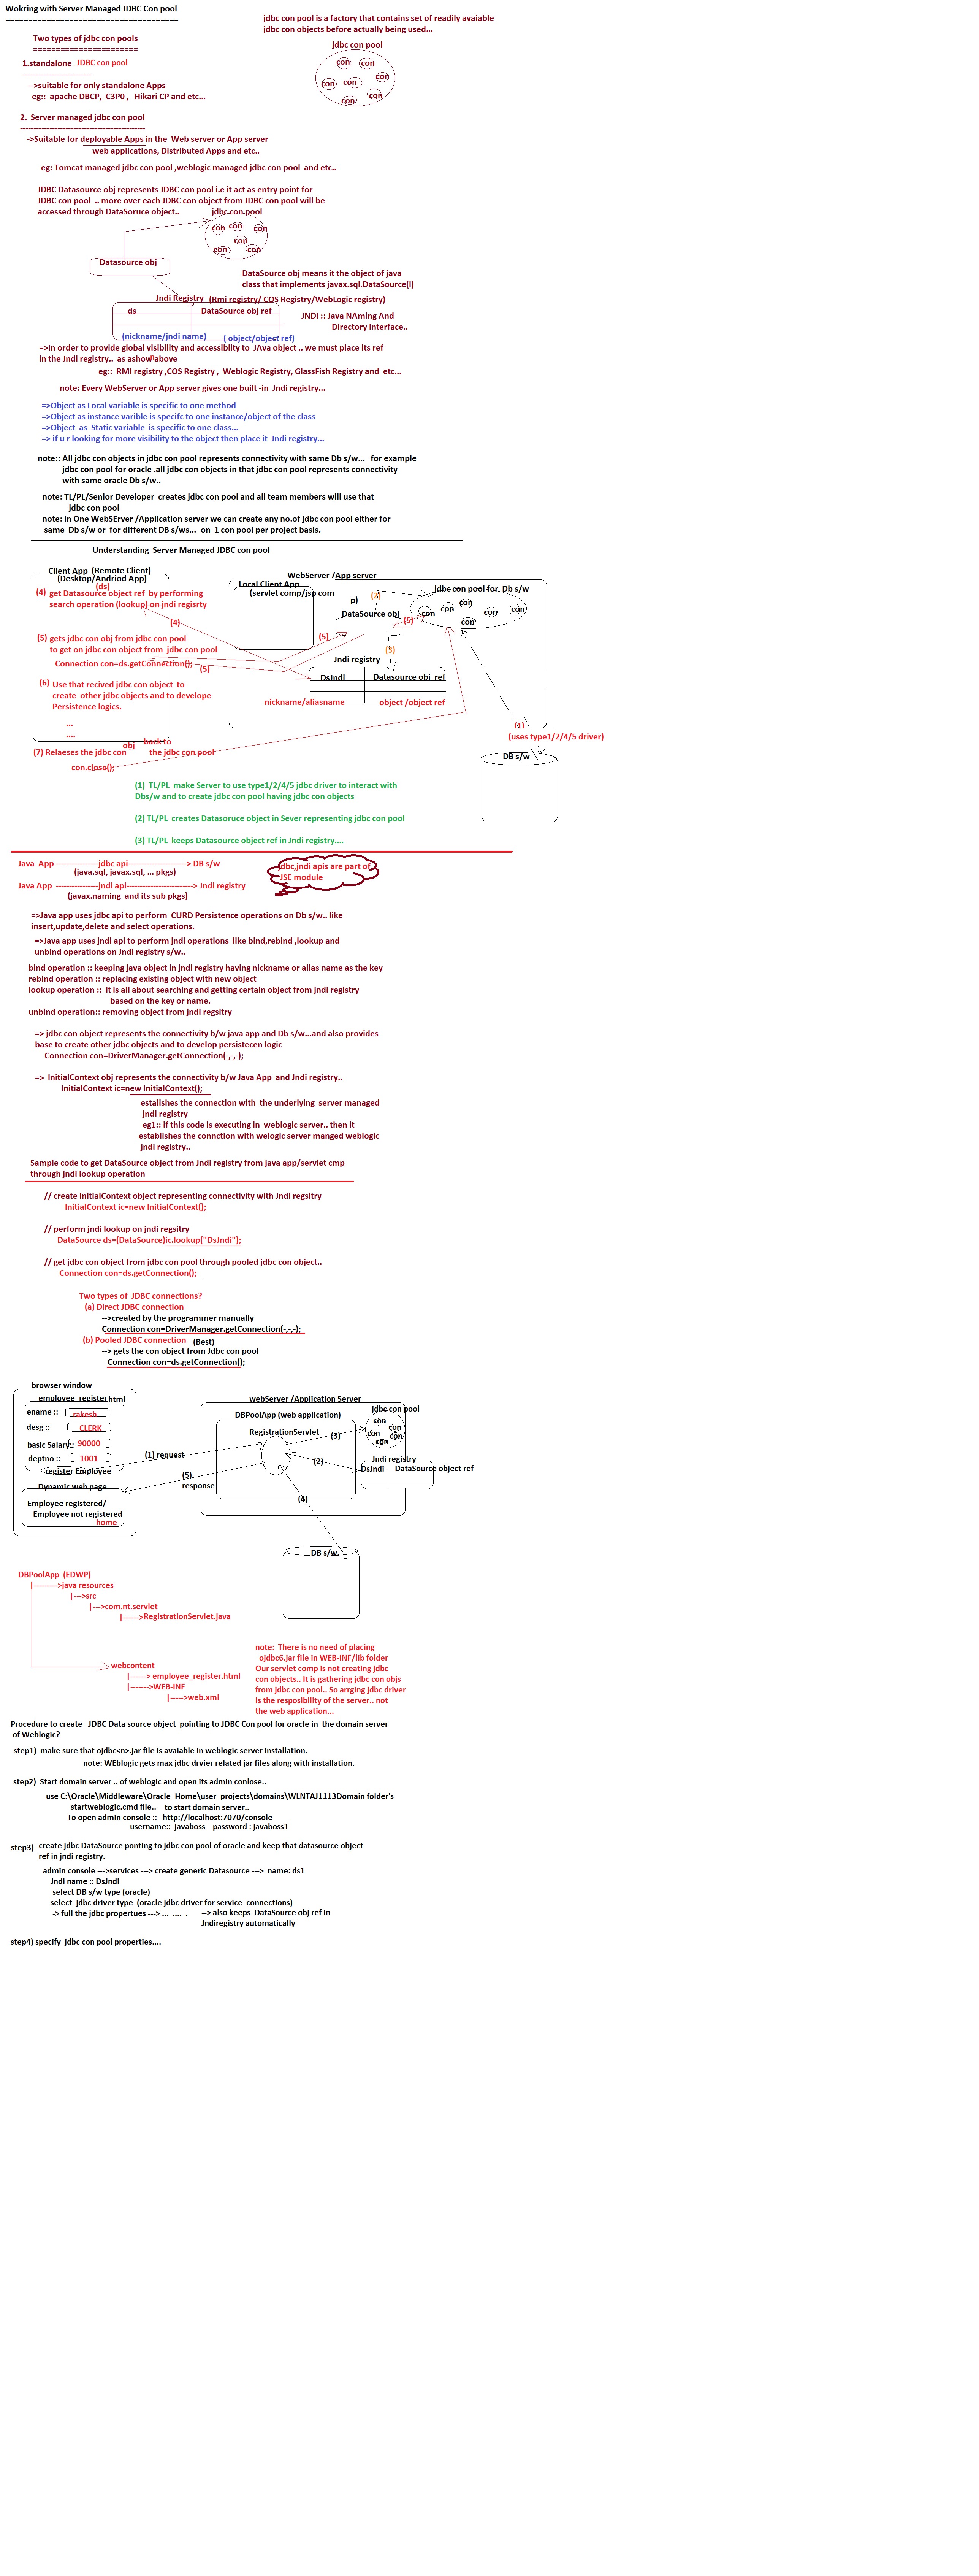 Wokring with Server Managed JDBC Con pool
======================================
jdbc con pool is a factory that contains set of readily avaiable
jdbc con objects before actually being used...
Two types of jdbc con pools
=======================
jdbc con pool
con con
con con con
con con
1.standalone JDBC con pool
--------------------------
-->suitable for only standalone Apps
eg:: apache DBCP, C3P0 , Hikari CP and etc...
2. Server managed jdbc con pool
-----------------------------------------------
->Suitable for deployable Apps in the Web server or App server
web applications, Distributed Apps and etc..
eg: Tomcat managed jdbc con pool ,weblogic managed jdbc con pool and etc..
JDBC Datasource obj represents JDBC con pool i.e it act as entry point for
JDBC con pool .. more over each JDBC con object from JDBC con pool will be
accessed through DataSoruce object..
jdbc con pool
con con con
con
con con
Datasource obj
DataSource obj means it the object of java
class that implements javax.sql.DataSource(I)
Jndi Registry (Rmi registry/ COS Registry/WebLogic registry)
ds DataSource obj ref
JNDI :: Java NAming And
Directory Interface..
(nickname/jndi name) ( object/object ref)
=>In order to provide global visibility and accessiblity to JAva object .. we must place its ref
in the Jndi registry.. as ashow above
eg:: RMI registry ,COS Registry , Weblogic Registry, GlassFish Registry and etc...
note: Every WebServer or App server gives one built -in Jndi registry...
=>Object as Local variable is specific to one method
=>Object as instance varible is specifc to one instance/object of the class
=>Object as Static variable is specific to one class...
=> if u r looking for more visibility to the object then place it Jndi registry...
note:: All jdbc con objects in jdbc con pool represents connectivity with same Db s/w... for example
jdbc con pool for oracle .all jdbc con objects in that jdbc con pool represents connectivity
with same oracle Db s/w..
note: TL/PL/Senior Developer creates jdbc con pool and all team members will use that
jdbc con pool
note: In One WebSErver /Application server we can create any no.of jdbc con pool either for
same Db s/w or for different DB s/ws... on 1 con pool per project basis.
Understanding Server Managed JDBC con pool
Client App (Remote Client)
(Desktop/Andriod App)
(ds)
(4) get Datasource object ref by performing
search operation (lookup) on jndi regisrty
(4)
(5) gets jdbc con obj from jdbc con pool
to get on jdbc con object from jdbc con pool
Connection con=ds.getConnection();
(5)
(6) Use that recived jdb con object to
create other jdbc objects and to develope
Persistence logics.
...
....
(7) Relaeses the jdbc con obj back to the jdbc con pool
con.close();
WebServer /App server
Local Client App
(servlet comp/jsp com
p)
(2)
jdbc con pool for Db s/w
con con con con con
con
DataSource obj
(5)
(5)
(3)
Jndi registry
DsJndi Datasource obj ref
nickname/aliasname object /object ref
(1)
(uses type1/2/4/5 driver)
DB s/w
(1) TL/PL make Server to use type1/2/4/5 jdbc driver to interact with
Dbs/w and to create jdbc con pool having jdbc con objects
(2) TL/PL creates Datasoruce object in Sever representing jdbc con pool
(3) TL/PL keeps Datasource object ref in Jndi registry....
Java App ----------------jdbc api----------------------> DB s/w
(java.sql, javax.sql, ... pkgs)
Java App ----------------jndi api-------------------------> Jndi registry
(javax.naming and its sub pkgs)
jdbc,jndi apis are part of
JSE module
=>Java app uses jdbc api to perform CURD Persistence operations on Db s/w.. like
insert,update,delete and select operations.
=>Java app uses jndi api to perform jndi operations like bind,rebind ,lookup and
unbind operations on Jndi registry s/w..
bind operation :: keeping java object in jndi registry having nickname or alias name as the key
rebind operation :: replacing existing object with new object
lookup operation :: It is all about searching and getting certain object from jndi registry
based on the key or name.
unbind operation:: removing object from jndi regsitry
=> jdbc con object represents the connectivity b/w java app and Db s/w...and also provides
base to create other jdbc objects and to develop persistecen logic
Connection con=DriverManager.getConnection(-,-,-);
=> InitialContext obj represents the connectivity b/w Java App and Jndi registry..
InitialContext ic=new InitialContext();
estalishes the connection with the underlying server managed
jndi registry
eg1:: if this code is executing in weblogic server.. then it
establishes the connction with welogic server manged weblogic
jndi registry..
Sample code to get DataSource object from Jndi registry from java app/servlet cmp
through jndi lookup operation
// create InitialContext object representing connectivity with Jndi regsitry
InitialContext ic=new InitialContext();
// perform jndi lookup on jndi regsitry
DataSource ds=(DataSource)ic.lookup("DsJndi");
// get jdbc con object from jdbc con pool through pooled jdbc con object..
Connection con=ds.getConnection();
Two types of JDBC connections?
(a) Direct JDBC connection
-->created by the programmer manually
Connection con=DriverManager.getConnection(-,-,-);
(b) Pooled JDBC connection (Best)
--> gets the con object from Jdbc con pool
Connection con=ds.getConnection();
browser window
employee_register.html
ename :: rakesh
desg :: CLERK
basic Salary:: 90000
deptno :: 1001
register Employee
Dynamic web page
Employee registered/
Employee not registered
home
(1) request
(5)
response
webServer /Application Server
DBPoolApp (web application)
RegistrationServlet
(3)
(2)
(4)
jdbc con pool
con
con con
con
con
Jndi registry
DsJndi DataSource object ref
DB s/w.
DBPoolApp (EDWP)
|--------->java resources
|--->src
|--->com.nt.servlet
|------>RegistrationServlet.java
webcontent
|------> employee_register.html
|------->WEB-INF
|----->web.xml
note: There is no need of placing
ojdbc6.jar file in WEB-INF/lib folder
Our servlet comp is not creating jdbc
con objects.. It is gathering jdbc con objs
from jdbc con pool.. So arrging jdbc driver
is the resposibility of the server.. not
the web application...
Procedure to create JDBC Data source object pointing to JDBC Con pool for oracle in the domain server
of Weblogic?
step1) make sure that ojdbc<n>.jar file is avaiable in weblogic server installation.
note: WEblogic gets max jdbc drvier related jar files along with installation.
step2) Start domain server .. of weblogic and open its admin conlose..
use C:\Oracle\Middleware\Oracle_Home\user_projects\domains\WLNTAJ1113Domain folder's
startweblogic.cmd file.. to start domain server..
To open admin console :: http://localhost:7070/console
username:: javaboss password : javaboss1
step3) create jdbc DataSource ponting to jdbc con pool of oracle and keep that datasource object
ref in jndi registry.
admin console --->services ---> create generic Datasource ---> name: ds1
Jndi name :: DsJndi
select DB s/w type (oracle)
select jdbc driver type (oracle jdbc driver for service connections)
-> full the jdbc propertues ---> ... .... . --> also keeps DataSource obj ref in
Jndiregistry automatically
step4) specify jdbc con pool properties....